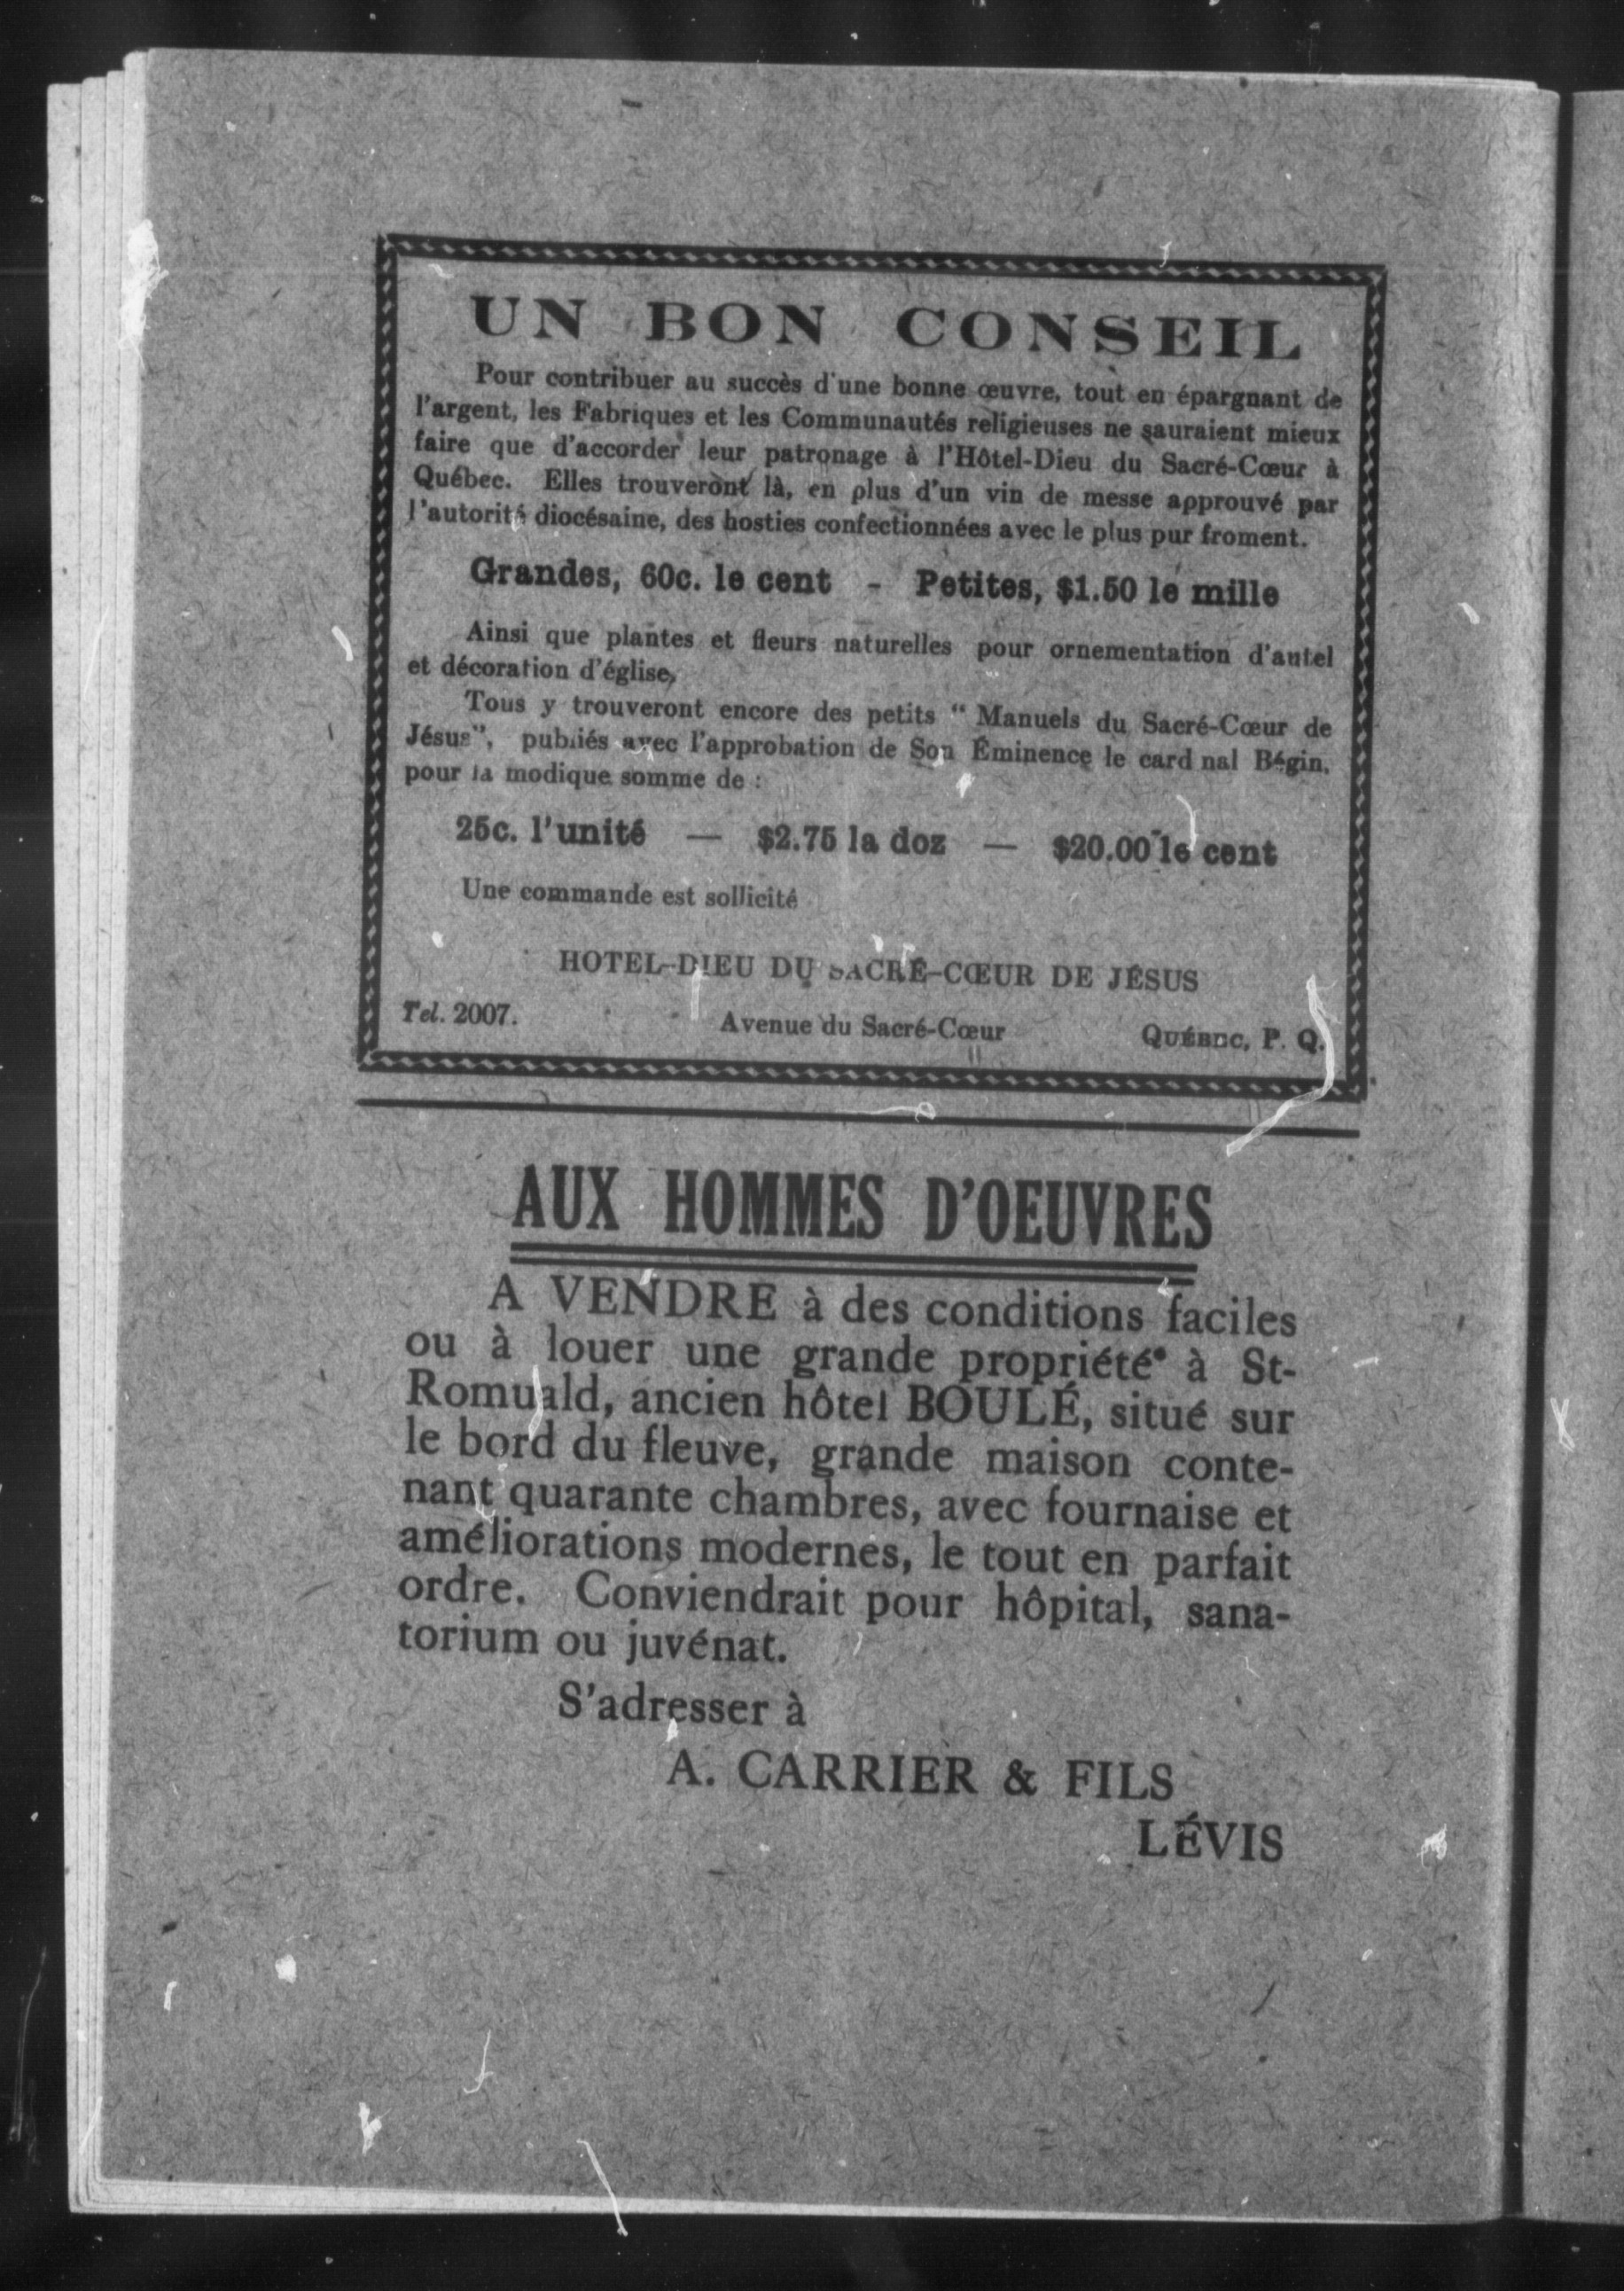 UN BON CONSEIL
Pour contribuer au succès d'une bonne œuvre, tout en épargnant de
l'argent, les Fabriques et les Communautés religieuses ne sauraient mieux
faire que d'accorder leur patronage à l'Hôtel-Dieu du Sacré-Cœur à
Québec. Elles trouveront là, en plus d'un vin de messe approuvé par
l'autorité diocésaine, des hosties confectionnées avec le plus pur froment.
Grandes, 60c. le cent - Petites, $1.50 le mille
Ainsi que plantes et fleurs naturelles pour ornementation d'autel
et décoration d'église,
Tous y trouveront encore des petits " Manuels du Sacré-Cœur de
Jésus", publiés avec l'approbation de Son Éminence le card nal Bégin,
pour la modique somme de :
25c. l'unité — $2.75 la doz — $20.00 le cent
Une commande est sollicité
HOTEL-DIEU DU SACRÉ-CŒUR DE JÉSUS
Tel. 2007. Avenue du Sacré-Cœur QUÉBEC, P. Q.
AUX HOMMES D'OEUVRES
A VENDRE à des conditions faciles
ou à louer une grande propriété à St-
Romuald, ancien hôtel BOULÉ, situé sur
le bord du fleuve, grande maison conte-
nant quarante chambres, avec fournaise et
améliorations modernes, le tout en parfait
ordre. Conviendrait pour hôpital, sana-
torium ou juvénat.
S'adresser à
A. CARRIER & FILS
LÉVIS